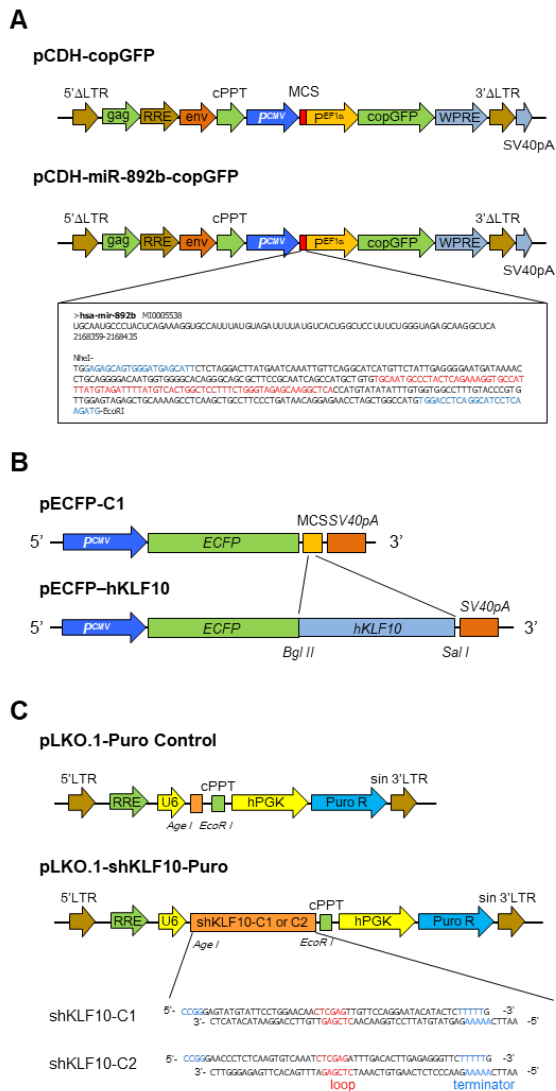 A
pCDH-copGFP
5'ΔLTR cPPT MCS 3'ΔLTR
gag RRE env PCMV PEF1α copGFP WPRE
SV40pA
pCDH-miR-892b-copGFP
5'ΔLTR cPPT 3'ΔLTR
gag RRE env PCMV PEF1α copGFP WPRE
SV40pA
>hsa-mir-892b MI0005538
UGCAAUGCCCUACUCAGAAAGGUGCCAUUUAUGUAGAUUUUAUGUCACUGGCUCCUUUCUGGGUAGAGCAAGGCUCA
2168359-2168435
NheI-
TGGAGAGCAGTGGGATGAGCATTCTCTAGGACTTATGAATCAAATTGTTCAGGCATCATGTTCTATTGAGGGGAATGATAAAAC
CTGCAGGGGACAATGGTGGGGCACAGGGCAGCGCTTCCGCAATCAGCCATGCTGTGTGCAATGCCCTACTCAGAAAGGTGCCAT
TTATGTAGATTTTATGTCACTGGCTCCTTTCTGGGTAGAGCAAGGCTCACCATGTATATATTTGTGGTGGCCTTTGTACCCGTG
TTGGAGTAGAGCTGCAAAAGCCTCAAGCTGCCTTCCCTGATAACAGGAGAACCTAGCTGGCCATGTGGACCTCAGGCATCCTCA
AGATG-EcoRI
B
pECFP-C1
MCS SV40pA
5' PCMV ECFP 3'
pECFP–hKLF10
SV40pA
5' PCMV ECFP hKLF10 3'
Bgl II Sal I
C
pLKO.1-Puro Control
5'LTR cPPT sin 3'LTR
RRE U6 hPGK Puro R
Age I EcoR I
pLKO.1-shKLF10-Puro
5'LTR cPPT sin 3'LTR
RRE U6 shKLF10-C1 or C2 hPGK Puro R
Age I EcoR I
shKLF10-C1 5'- CCGGGAGTATGTATTCCTGGAACAACTCGAGTTGTTCCAGGAATACATACTCTTTTTG -3'
3'- CTCATACATAAGGACCTTGTTGAGCTCAACAAGGTCCTTATGTATGAGAAAAACTTAA -5'
shKLF10-C2 5'- CCGGGAACCCTCTCAAGTGTCAAATCTCGAGATTTGACACTTGAGAGGGTTCTTTTTG -3'
3'- CTTGGGAGAGTTCACAGTTTAGAGCTCTAAACTGTGAACTCTCCCAAGAAAAACTTAA -5'
loop terminator